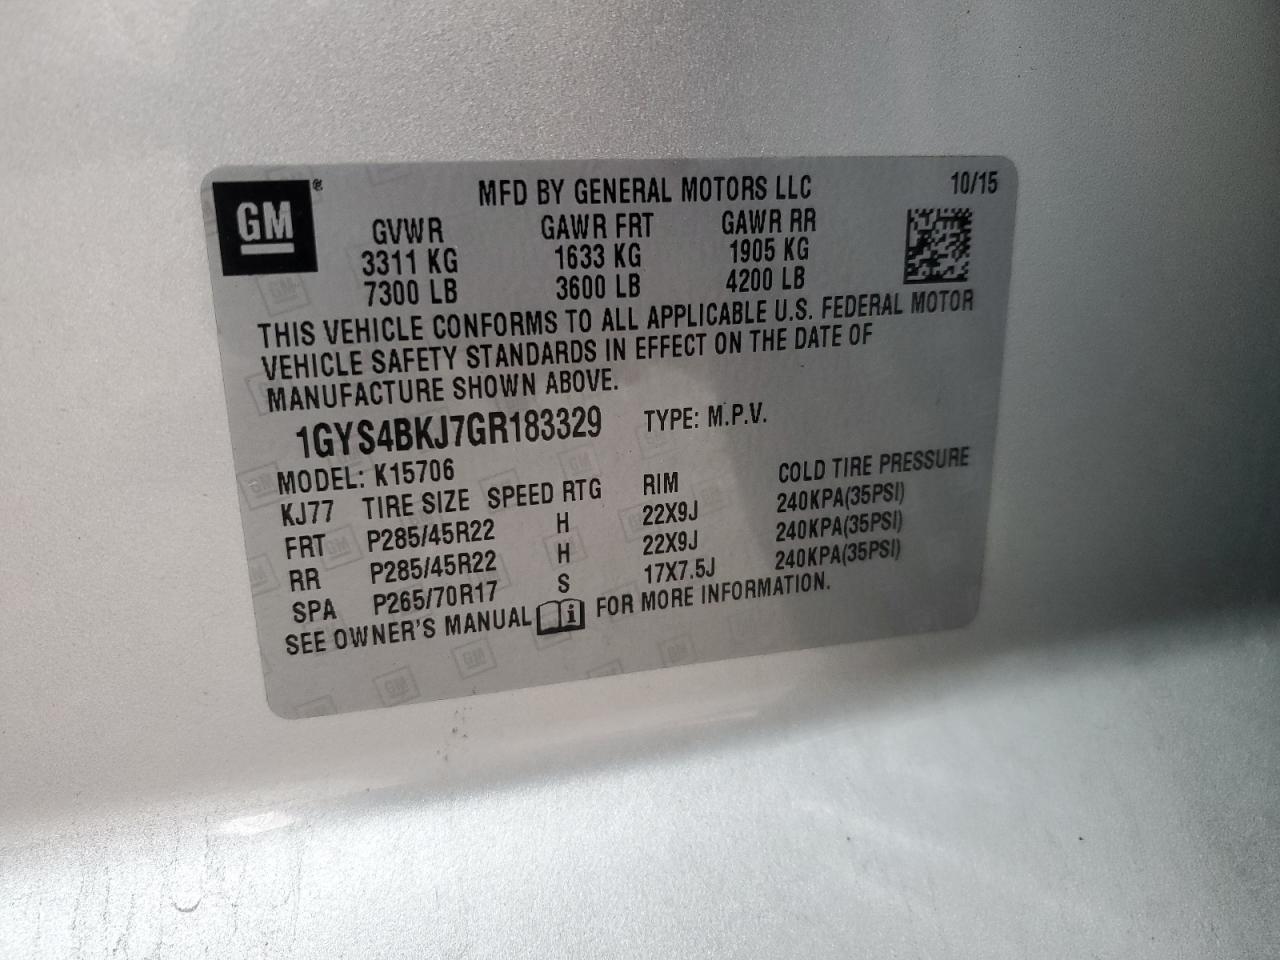 GM®
MFD BY GENERAL MOTORS LLC 10/15
GVWR GAWR FRT GAWR RR
3311 KG 1633 KG 1905 KG
7300 LB 3600 LB 4200 LB
THIS VEHICLE CONFORMS TO ALL APPLICABLE U.S. FEDERAL MOTOR
VEHICLE SAFETY STANDARDS IN EFFECT ON THE DATE OF
MANUFACTURE SHOWN ABOVE.
1GYS4BKJ7GR183329 TYPE: M.P.V.
MODEL: K15706
KJ77 TIRE SIZE SPEED RTG RIM COLD TIRE PRESSURE
FRT P285/45R22 H 22X9J 240KPA(35PSI)
RR P285/45R22 H 22X9J 240KPA(35PSI)
SPA P265/70R17 S 17X7.5J 240KPA(35PSI)
SEE OWNER'S MANUAL i FOR MORE INFORMATION.